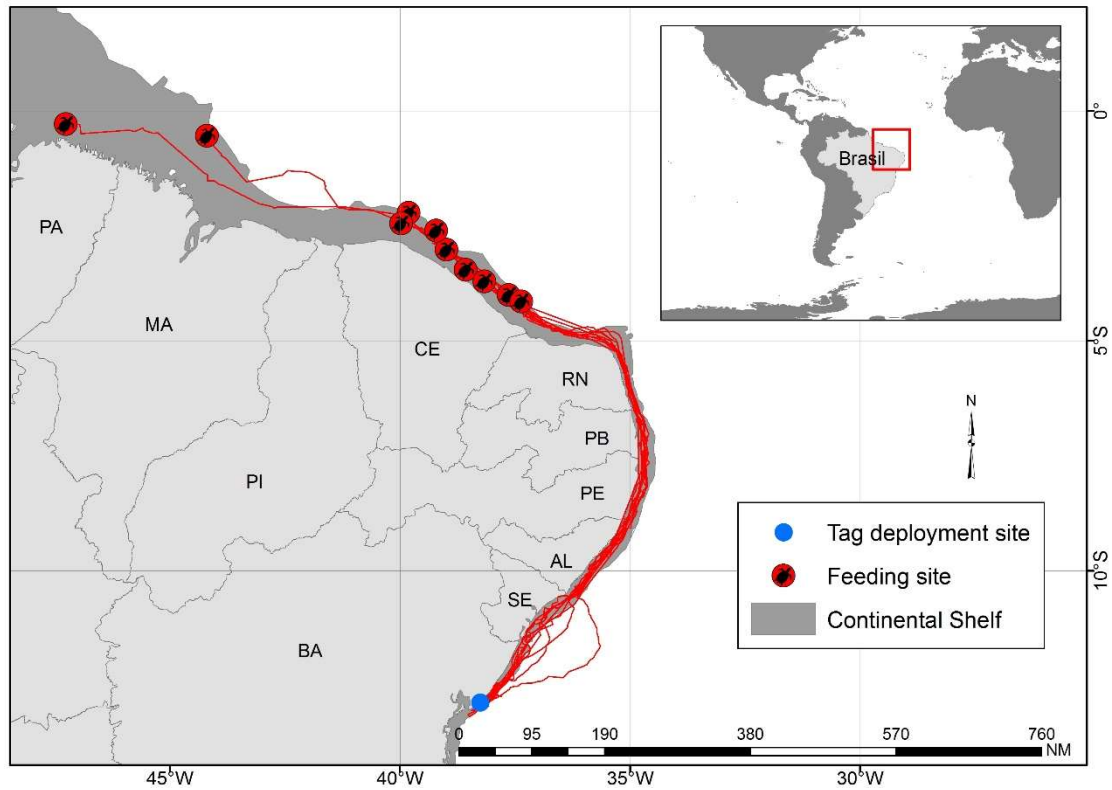 Brasil
0°
PA
MA
CE
5°S
RN
PB
PI
PE
N
AL
10°S
SE
BA
Tag deployment site
Feeding site
Continental Shelf
0 95 190 380 570 760
NM
45°W 40°W 35°W 30°W